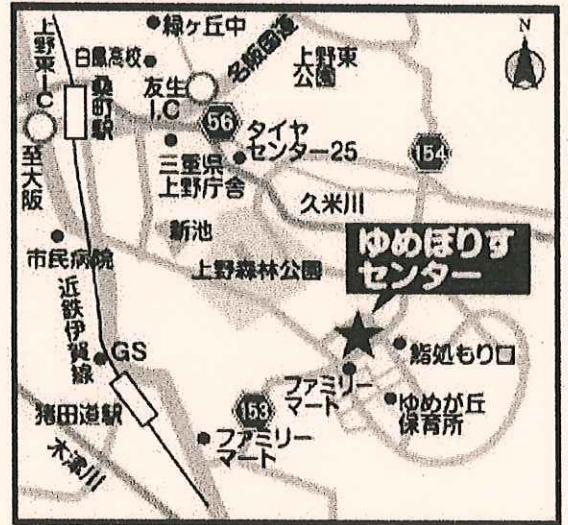 N
上野東IC
緑ヶ丘中
白鳳高校
桑町駅
友生
I,C
名阪国道
上野東
公園
56
154
至大阪
三重県
上野庁舎
タイヤ
センター25
久米川
新池
市民病院
上野森林公園
ゆめぽりす
センター
近鉄伊賀線
GS
猪田道駅
木津川
153
ファミリー
マート
ファミリー
マート
鮨処もり口
ゆめが丘
保育所